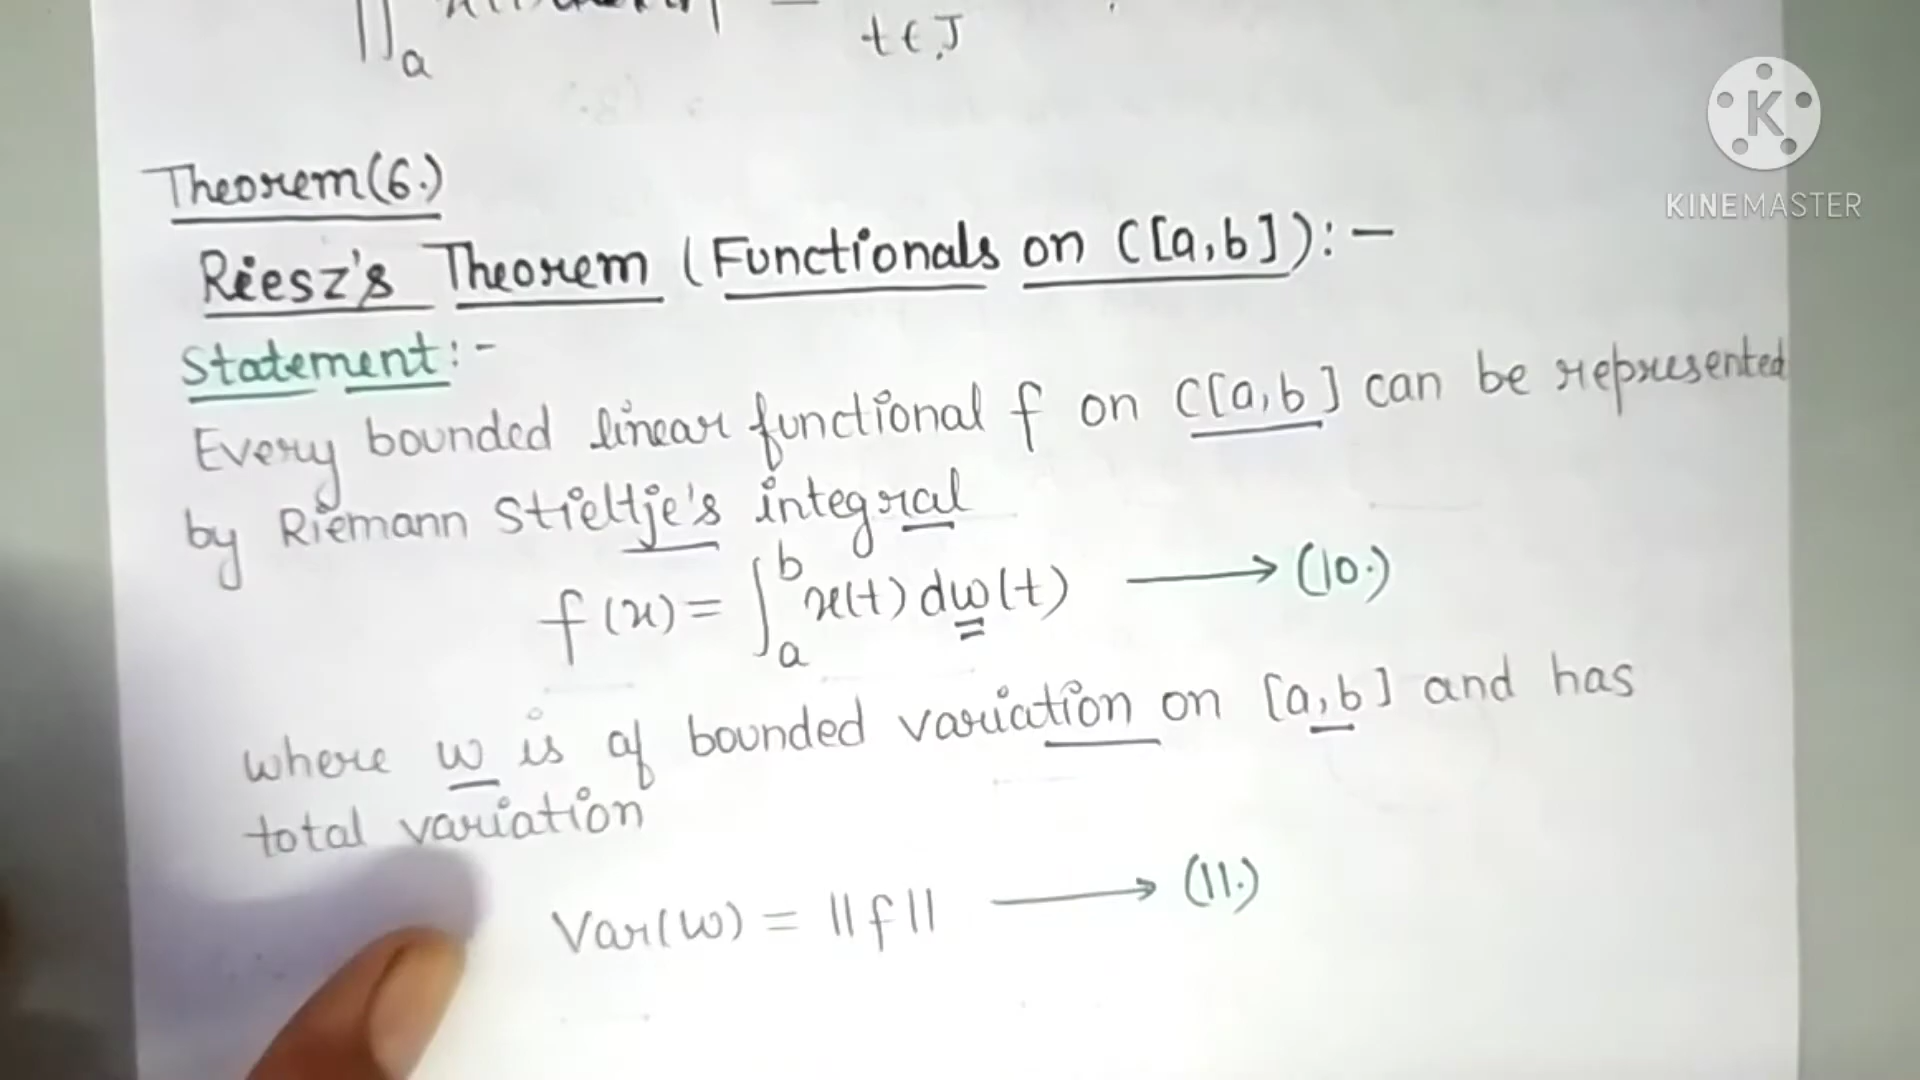 a
t ∈ J
K
KINEMASTER
Theorem(6.)
Riesz's Theorem (Functionals on C[a,b]):-
Statement:-
Every bounded linear functional f on C[a,b] can be represented
by Riemann Stieltje's integral
f(x) = ∫_a^b x(t) dw(t) ⟶ (10.)
where w is of bounded variation on [a,b] and has
total variation
Var(w) = ||f|| ⟶ (11.)